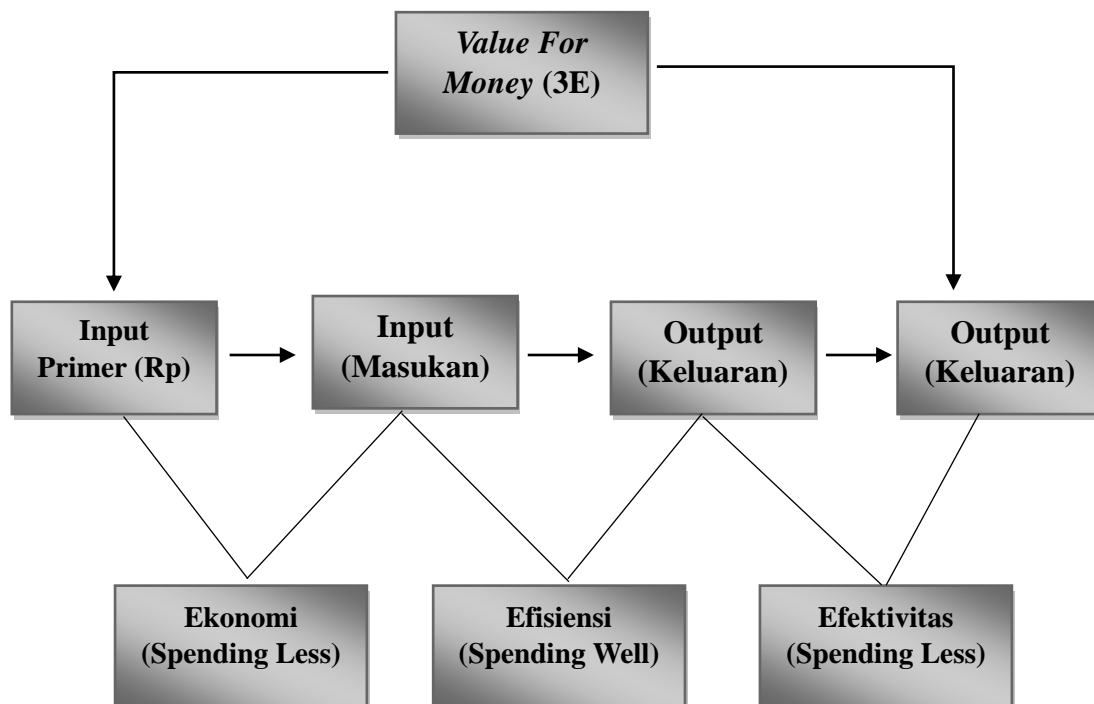 Value For
Money (3E)
Input
Primer (Rp)
Input
(Masukan)
Output
(Keluaran)
Output
(Keluaran)
Ekonomi
(Spending Less)
Efisiensi
(Spending Well)
Efektivitas
(Spending Less)